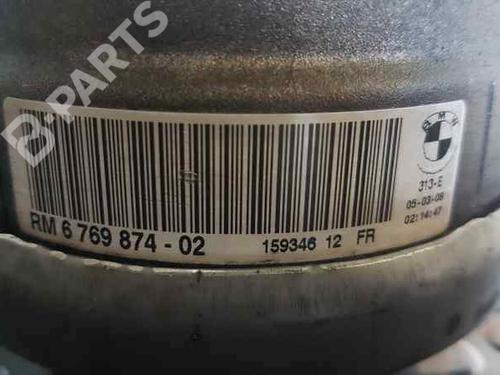 B-PARTS
BMW
313-E
05-03-08
02:14:47
RM 6 769 874-02
159346 12 FR